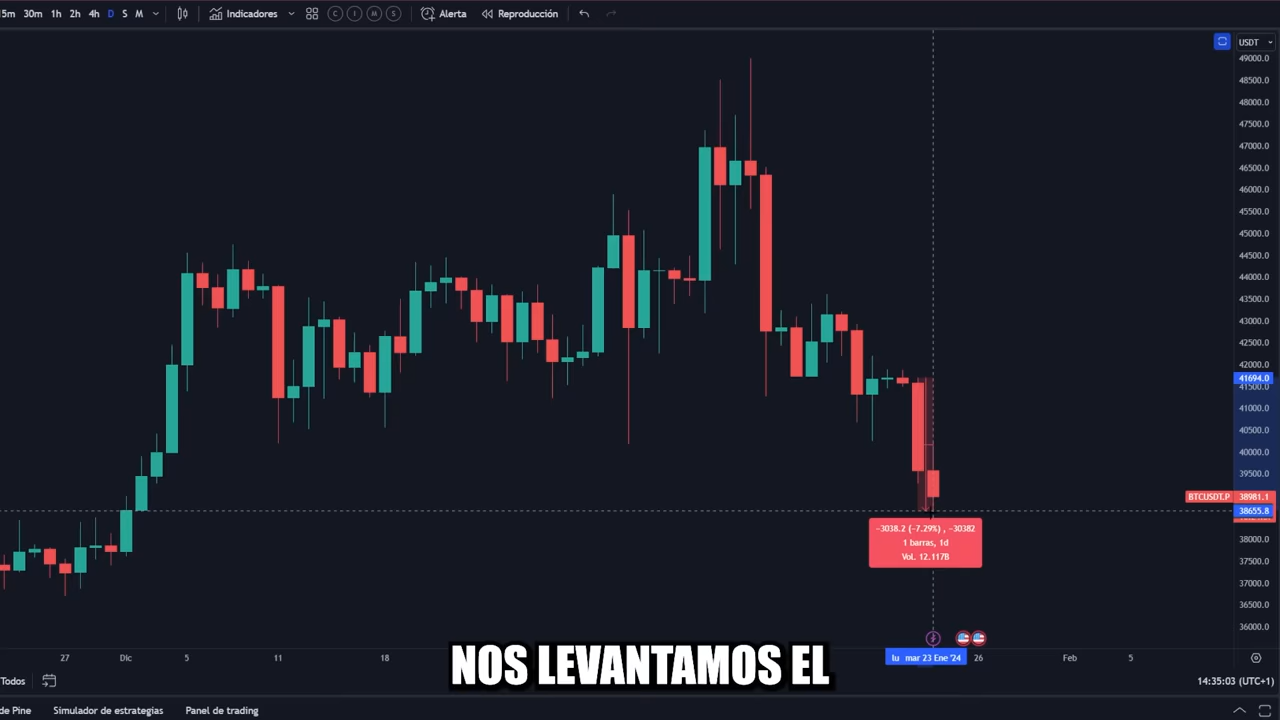 15m 30m 1h 2h 4h D S M Indicadores C I M S Alerta Reproducción
USDT
49000.0
48500.0
48000.0
47500.0
47000.0
46500.0
46000.0
45500.0
45000.0
44500.0
44000.0
43500.0
43000.0
42500.0
42000.0
41694.0
41500.0
41000.0
40500.0
40000.0
39500.0
BTCUSDT.P 38981.1
38655.8
38000.0
37500.0
37000.0
36500.0
36000.0
−3038.2 (−7.29%) , −30382
1 barras, 1d
Vol. 12.117B
27 Dic 5 11 18 lu mar 23 Ene '24 26 Feb 5
NOS LEVANTAMOS EL
Todos
14:35:03 (UTC+1)
de Pine Simulador de estrategias Panel de trading